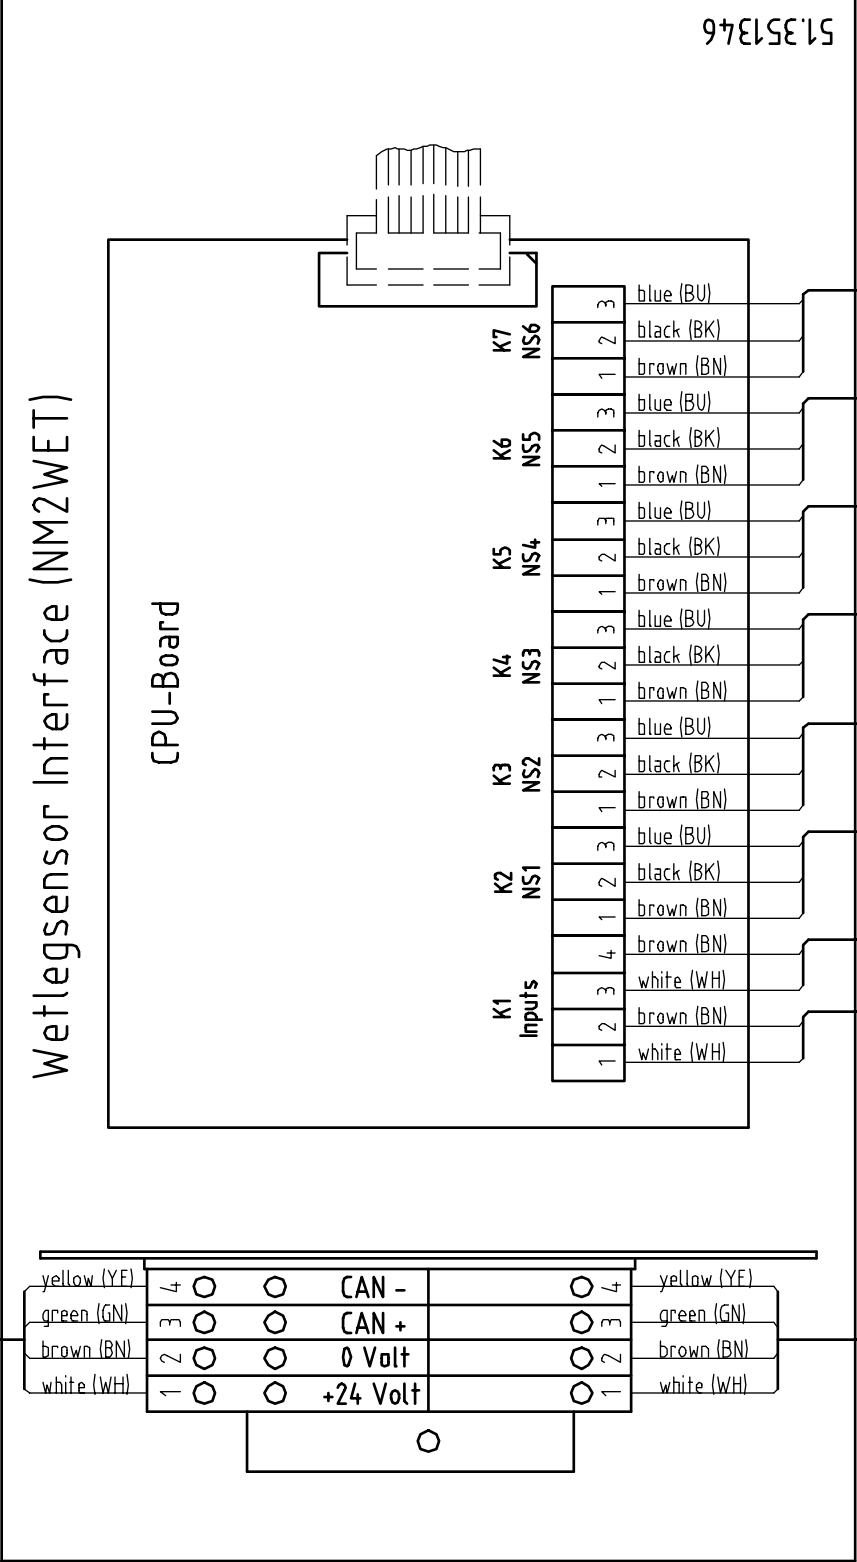 51.351346
Wetlegsensor Interface (NM2WET)
CPU-Board
K7
NS6
3 blue (BU)
2 black (BK)
1 brown (BN)
K6
NS5
3 blue (BU)
2 black (BK)
1 brown (BN)
K5
NS4
3 blue (BU)
2 black (BK)
1 brown (BN)
K4
NS3
3 blue (BU)
2 black (BK)
1 brown (BN)
K3
NS2
3 blue (BU)
2 black (BK)
1 brown (BN)
K2
NS1
3 blue (BU)
2 black (BK)
1 brown (BN)
K1
Inputs
4 brown (BN)
3 white (WH)
2 brown (BN)
1 white (WH)
yellow (YE) 4 CAN - 4 yellow (YE)
green (GN) 3 CAN + 3 green (GN)
brown (BN) 2 0 Volt 2 brown (BN)
white (WH) 1 +24 Volt 1 white (WH)